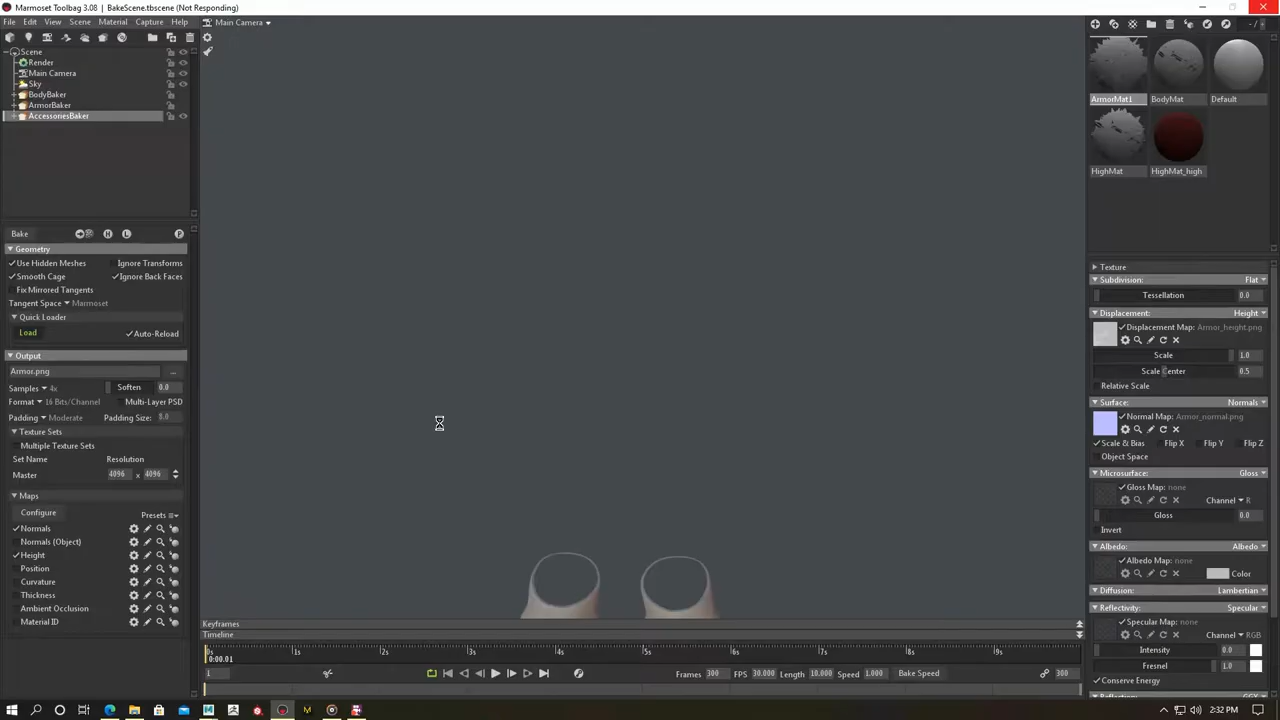 Marmoset Toolbag 3.08 | BakeScene.tbscene (Not Responding)
File Edit View Scene Material Capture Help
Main Camera
Scene
Render
Main Camera
Sky
BodyBaker
ArmorBaker
AccessoriesBaker
Bake H L P
Geometry
Use Hidden Meshes Ignore Transforms
Smooth Cage Ignore Back Faces
Fix Mirrored Tangents
Tangent Space Marmoset
Quick Loader
Load Auto-Reload
Output
Armor.png ...
Samples 4x Soften 0.0
Format 16 Bits/Channel Multi-Layer PSD
Padding Moderate Padding Size: 8.0
Texture Sets
Multiple Texture Sets
Set Name Resolution
Master 4096 x 4096
Maps
Configure Presets
Normals
Normals (Object)
Height
Position
Curvature
Thickness
Ambient Occlusion
Material ID
Keyframes
Timeline
0s 1s 2s 3s 4s 5s 6s 7s 8s 9s
0:00.01
1 Frames 300 FPS 30.000 Length 10.000 Speed 1.000 Bake Speed 300
ArmorMat1 BodyMat Default
HighMat HighMat_high
Texture
Subdivision: Flat
Tessellation 0.0
Displacement: Height
Displacement Map: Armor_height.png
Scale 1.0
Scale Center 0.5
Relative Scale
Surface: Normals
Normal Map: Armor_normal.png
Scale & Bias Flip X Flip Y Flip Z
Object Space
Microsurface: Gloss
Gloss Map: none
Channel R
Gloss 0.0
Invert
Albedo: Albedo
Albedo Map: none
Color
Diffusion: Lambertian
Reflectivity: Specular
Specular Map: none
Channel RGB
Intensity 0.0
Fresnel 1.0
Conserve Energy
2:32 PM